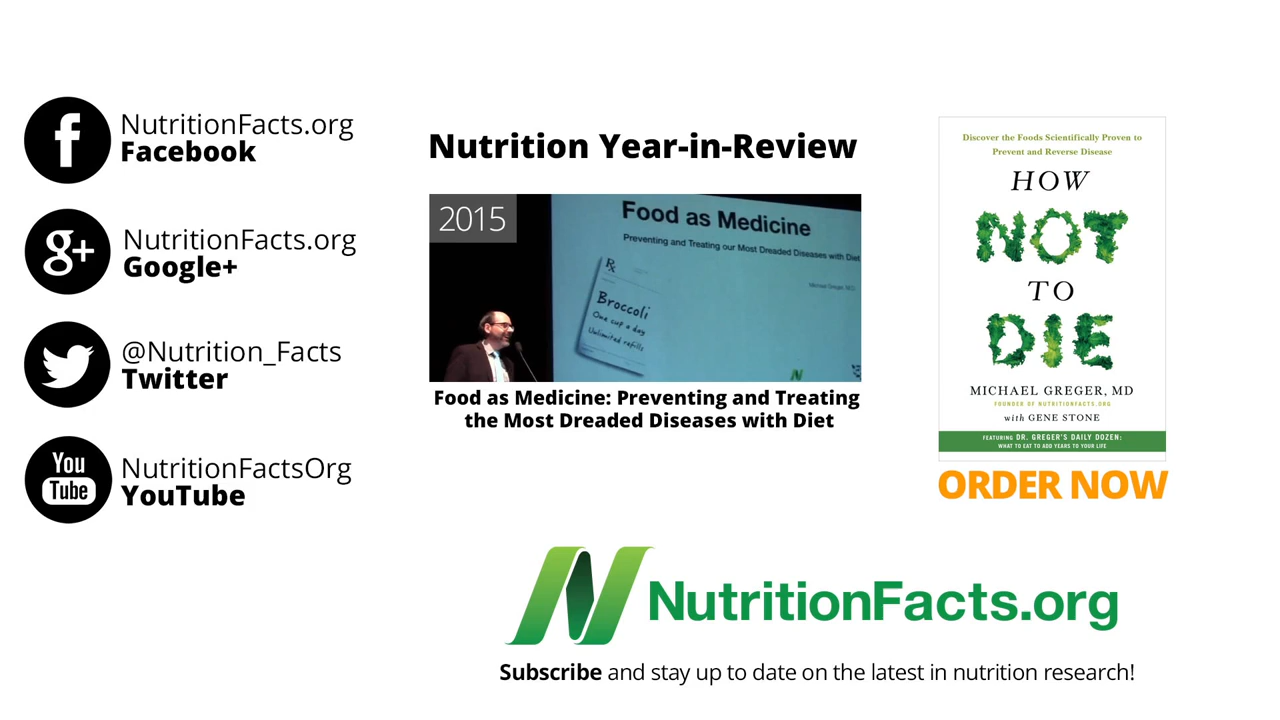 NutritionFacts.org
Facebook
NutritionFacts.org
Google+
@Nutrition_Facts
Twitter
You
Tube
NutritionFactsOrg
YouTube
Nutrition Year-in-Review
2015
Food as Medicine
Preventing and Treating our Most Dreaded Diseases with Diet
Michael Greger, M.D.
Broccoli
One cup a day
Unlimited refills
Food as Medicine: Preventing and Treating
the Most Dreaded Diseases with Diet
Discover the Foods Scientifically Proven to
Prevent and Reverse Disease
HOW
NOT
TO
DIE
MICHAEL GREGER, MD
FOUNDER OF NUTRITIONFACTS.ORG
with GENE STONE
FEATURING DR. GREGER'S DAILY DOZEN:
WHAT TO EAT TO ADD YEARS TO YOUR LIFE
ORDER NOW
NutritionFacts.org
Subscribe and stay up to date on the latest in nutrition research!